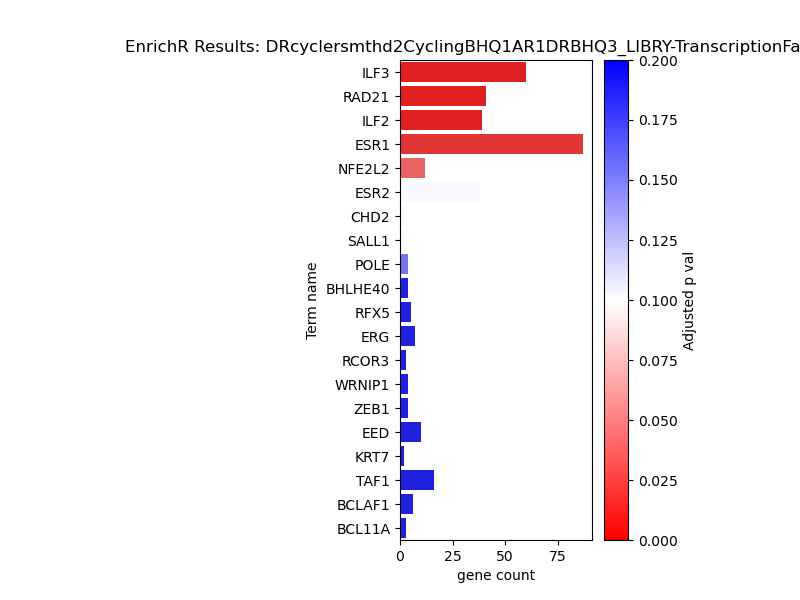 EnrichR Results: DRcyclersmthd2CyclingBHQ1AR1DRBHQ3_LIBRY-TranscriptionFa
ILF3
RAD21
ILF2
ESR1
NFE2L2
ESR2
CHD2
SALL1
POLE
BHLHE40
RFX5
ERG
RCOR3
WRNIP1
ZEB1
EED
KRT7
TAF1
BCLAF1
BCL11A
Term name
0 25 50 75
gene count
0.200
0.175
0.150
0.125
0.100
0.075
0.050
0.025
0.000
Adjusted p val